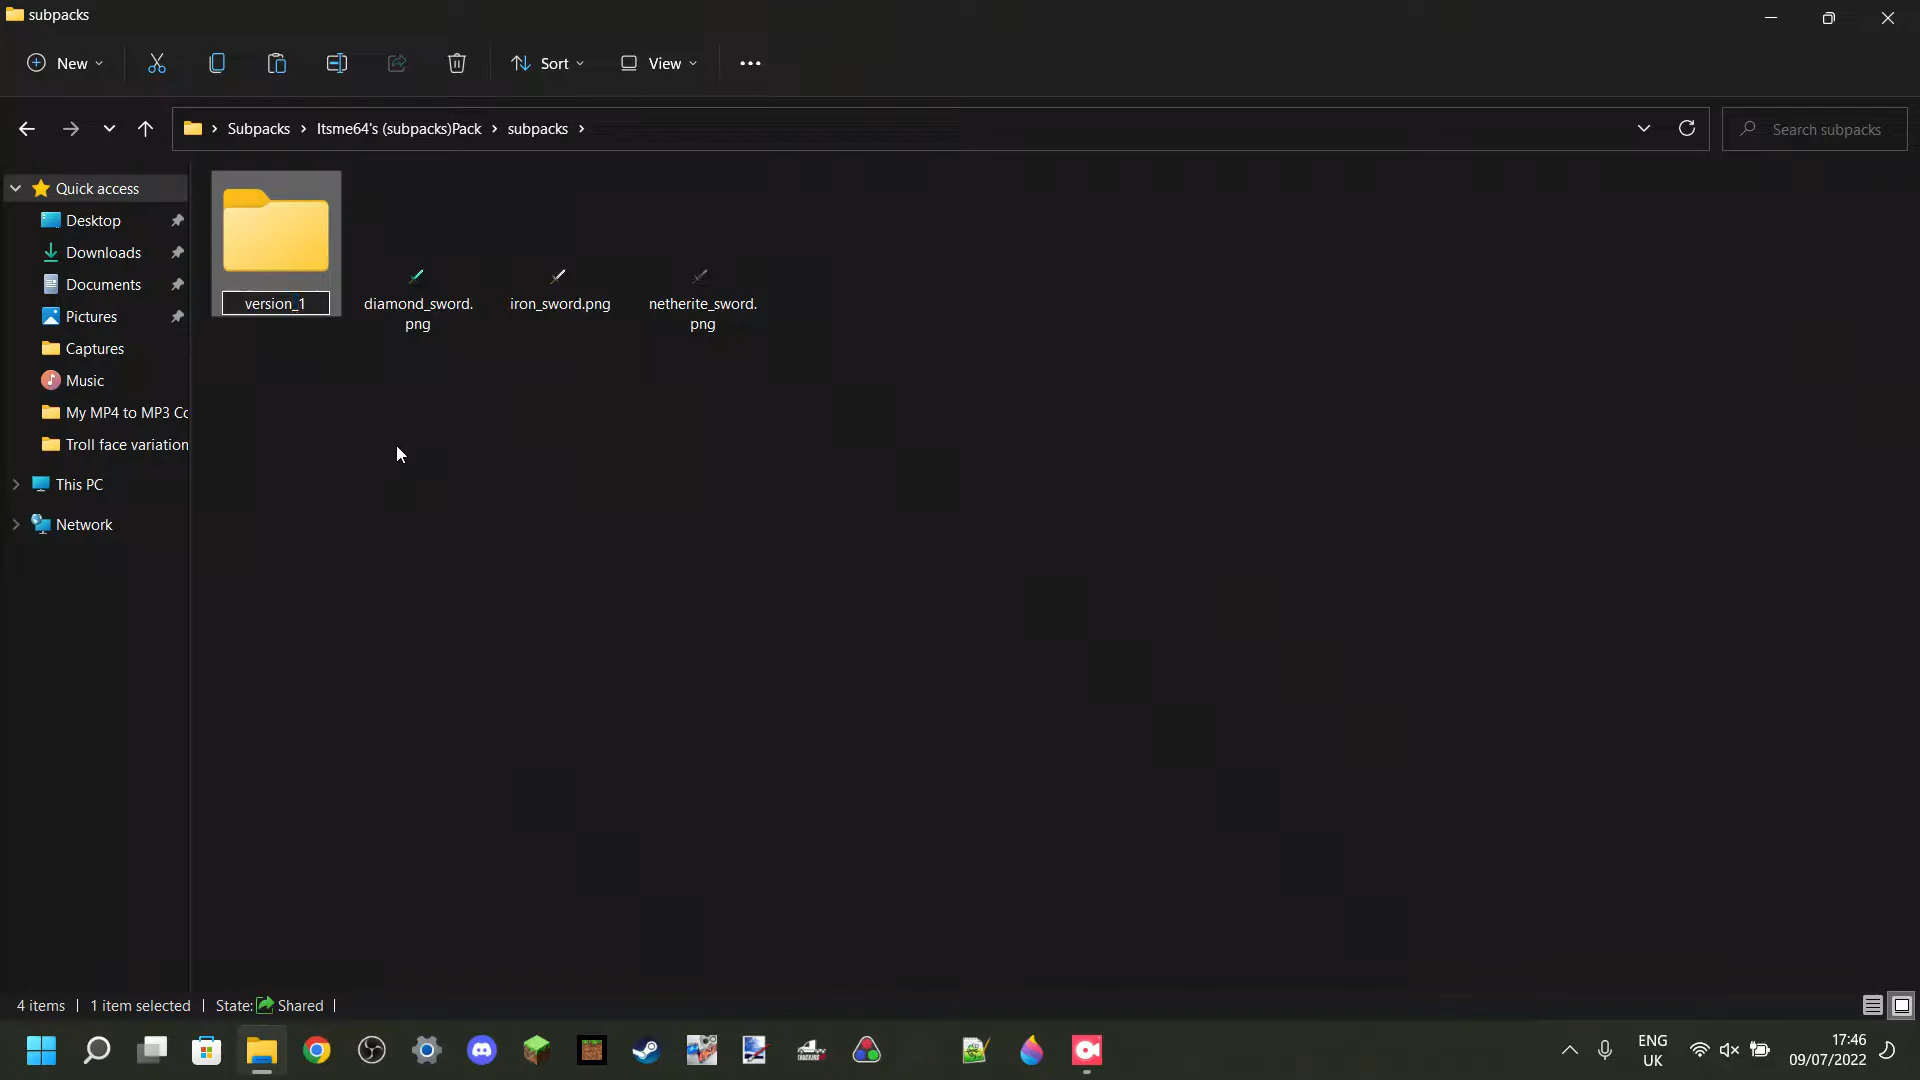 subpacks
New
Sort
View
Subpacks
Itsme64's (subpacks)Pack
subpacks
Search subpacks
Quick access
Desktop
Downloads
Documents
Pictures
Captures
Music
My MP4 to MP3 Co
Troll face variation
This PC
Network
version_1
diamond_sword.
png
iron_sword.png
netherite_sword.
png
4 items
1 item selected
State:
Shared
ENG
UK
17:46
09/07/2022